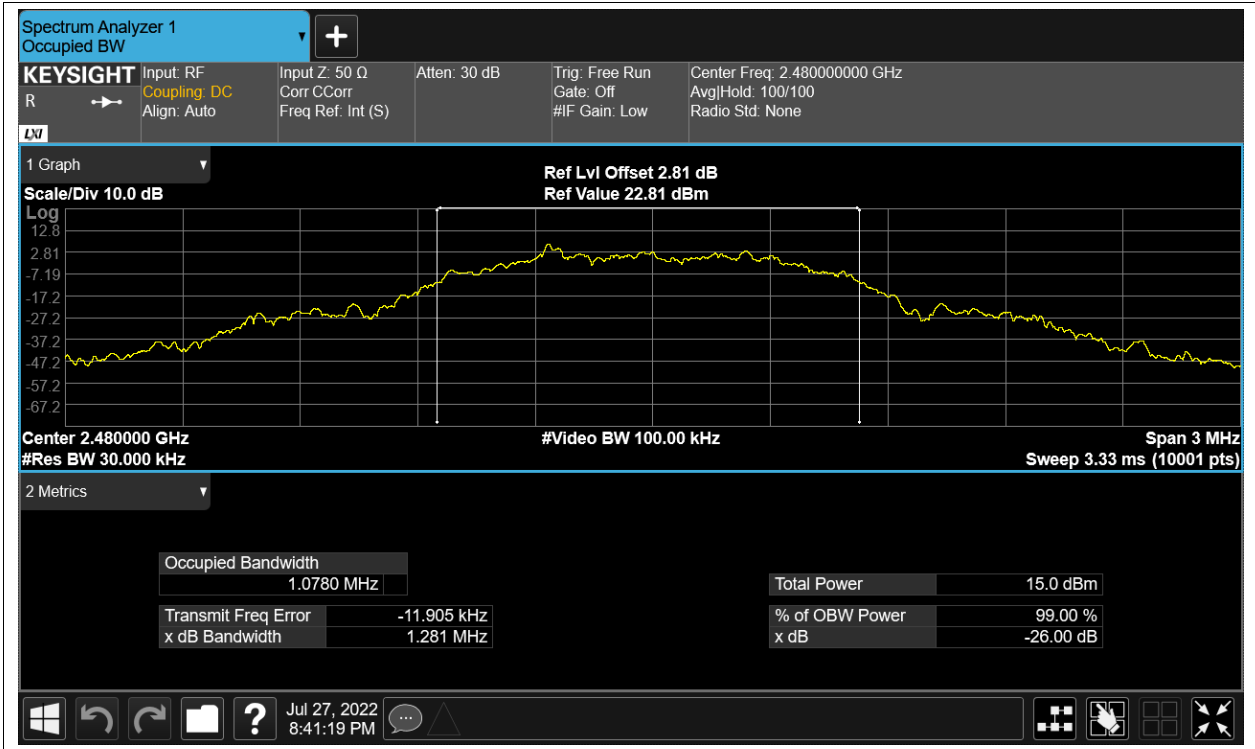 Spectrum Analyzer 1
Occupied BW
KEYSIGHT
R
LXI
Input: RF
Coupling: DC
Align: Auto
Input Z: 50 Ω
Corr CCorr
Freq Ref: Int (S)
Atten: 30 dB
Trig: Free Run
Gate: Off
#IF Gain: Low
Center Freq: 2.480000000 GHz
Avg|Hold: 100/100
Radio Std: None
1 Graph
Scale/Div 10.0 dB
Ref Lvl Offset 2.81 dB
Ref Value 22.81 dBm
Log
12.8
2.81
-7.19
-17.2
-27.2
-37.2
-47.2
-57.2
-67.2
Center 2.480000 GHz
#Res BW 30.000 kHz
#Video BW 100.00 kHz
Span 3 MHz
Sweep 3.33 ms (10001 pts)
2 Metrics
Occupied Bandwidth
1.0780 MHz
Transmit Freq Error -11.905 kHz
x dB Bandwidth 1.281 MHz
Total Power 15.0 dBm
% of OBW Power 99.00 %
x dB -26.00 dB
?
Jul 27, 2022
8:41:19 PM